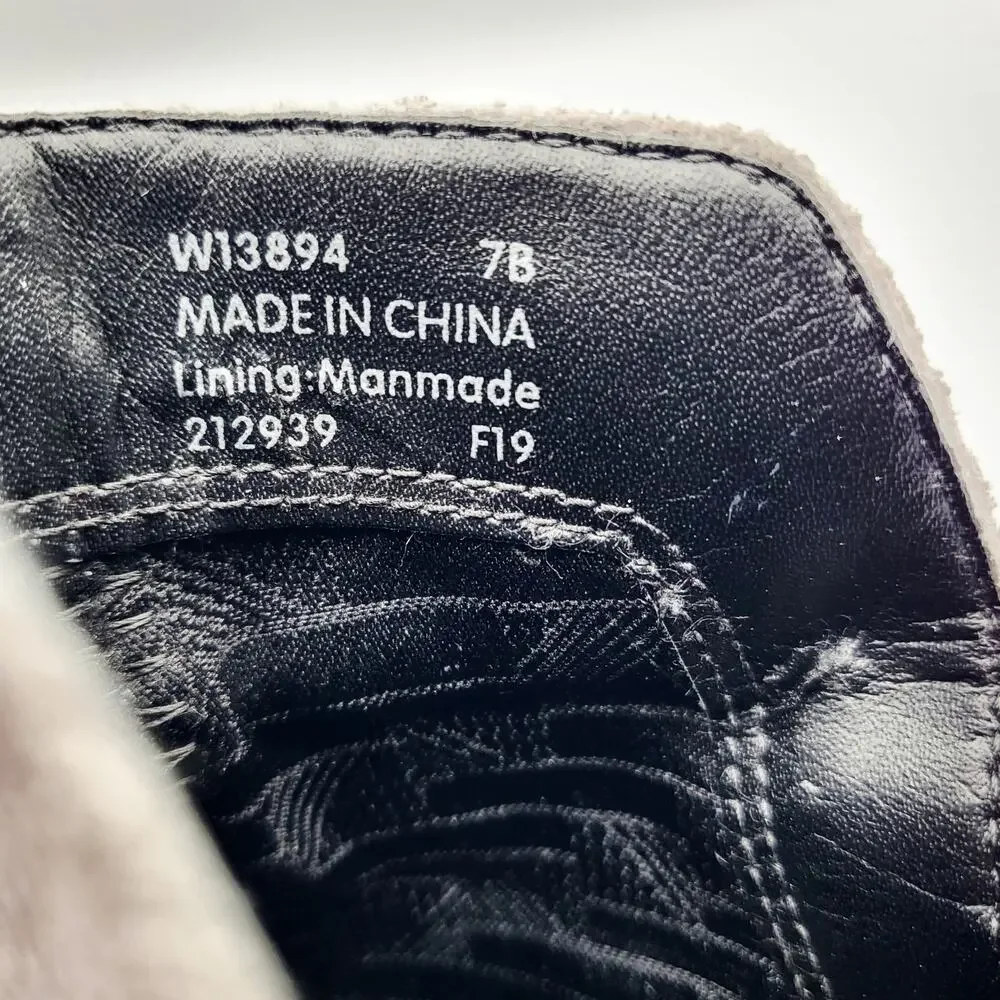 W13894 7B
MADE IN CHINA
Lining:Manmade
212939 F19